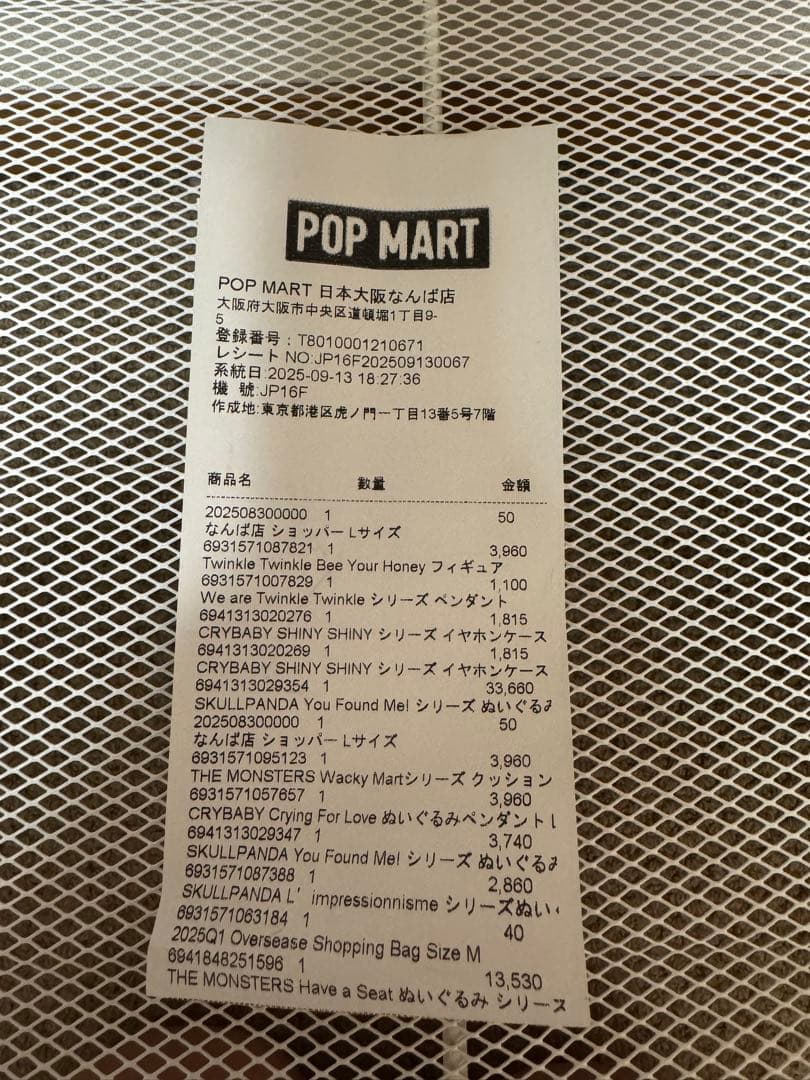 POP MART
POP MART 日本大阪なんば店
大阪府大阪市中央区道頓堀1丁目9-
5
登録番号：T8010001210671
レシート NO:JP16F202509130067
系統日:2025-09-13 18:27:36
機 號:JP16F
作成地:東京都港区虎ノ門一丁目13番5号7階
商品名 數量 金額
202508300000 1 50
なんば店 ショッパー Lサイズ
6931571087821 1 3,960
Twinkle Twinkle Bee Your Honey フィギュア
6931571007829 1 1,100
We are Twinkle Twinkle シリーズ ペンダント
6941313020276 1 1,815
CRYBABY SHINY SHINY シリーズ イヤホンケース
6941313020269 1 1,815
CRYBABY SHINY SHINY シリーズ イヤホンケース
6941313029354 1 33,660
SKULLPANDA You Found Me! シリーズ ぬいぐるみ
202508300000 1 50
なんば店 ショッパー Lサイズ
6931571095123 1 3,960
THE MONSTERS Wacky Martシリーズ クッション
6931571057657 1 3,960
CRYBABY Crying For Love ぬいぐるみペンダント
6941313029347 1 3,740
SKULLPANDA You Found Me! シリーズ ぬいぐるみ
6931571087388 1 2,860
SKULLPANDA L’impressionnisme シリーズぬい
6931571063184 1 40
2025Q1 Oversease Shopping Bag Size M
6941848251596 1 13,530
THE MONSTERS Have a Seat ぬいぐるみ シリーズ